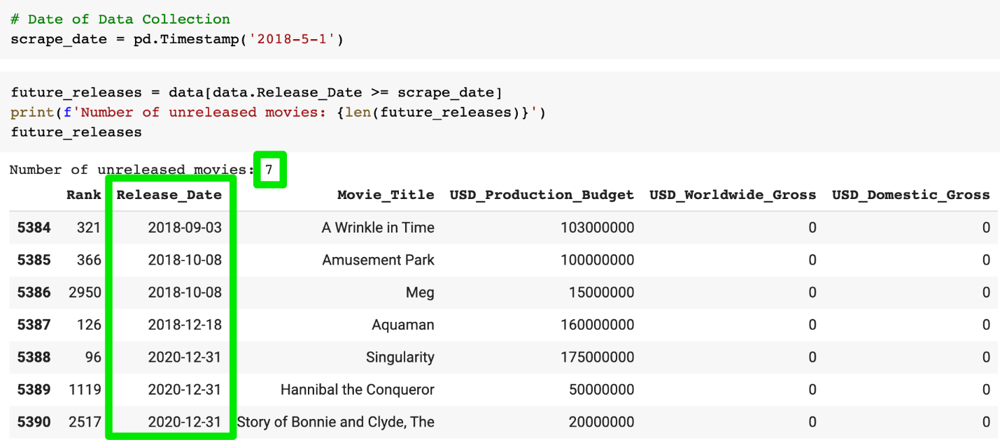 # Date of Data Collection
scrape_date = pd.Timestamp('2018-5-1')
future_releases = data[data.Release_Date >= scrape_date]
print(f'Number of unreleased movies: {len(future_releases)}')
future_releases
Number of unreleased movies: 7
Rank Release_Date Movie_Title USD_Production_Budget USD_Worldwide_Gross USD_Domestic_Gross
5384 321 2018-09-03 A Wrinkle in Time 103000000 0 0
5385 366 2018-10-08 Amusement Park 100000000 0 0
5386 2950 2018-10-08 Meg 15000000 0 0
5387 126 2018-12-18 Aquaman 160000000 0 0
5388 96 2020-12-31 Singularity 175000000 0 0
5389 1119 2020-12-31 Hannibal the Conqueror 50000000 0 0
5390 2517 2020-12-31 Story of Bonnie and Clyde, The 20000000 0 0